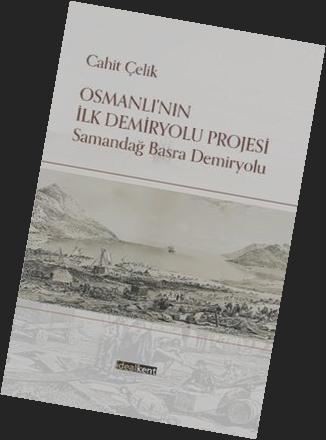 Cahit Çelik
OSMANLI'NIN
İLK DEMİRYOLU PROJESİ
Samandağ Basra Demiryolu
idealkent